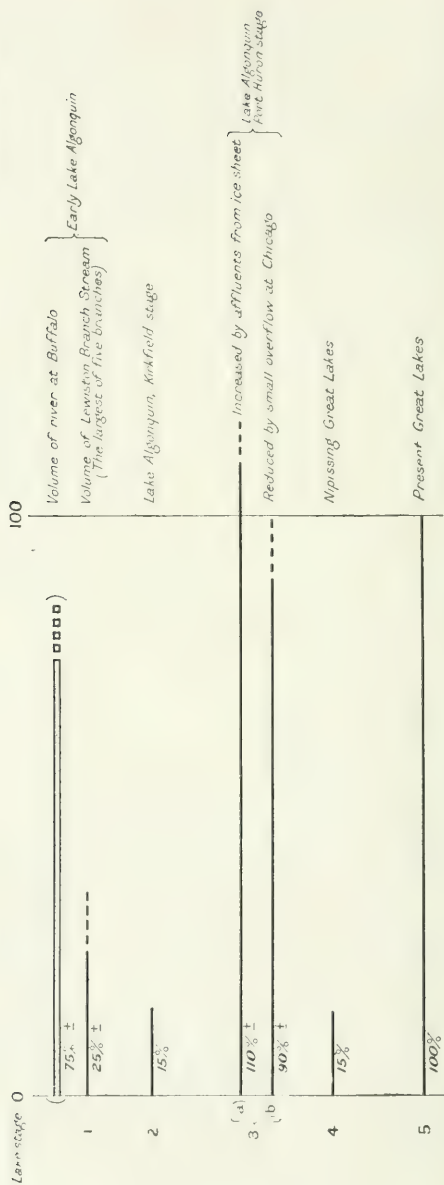 Lake stage 0 100
75% ± Volume of river at Buffalo
1 25% ± Volume of Lewiston Branch Stream
(The largest of five branches)
Early Lake Algonquin
2 15% Lake Algonquin, Kirkfield stage
3. (a) 110% ± Increased by affluents from ice sheet
(b) 90% ± Reduced by small overflow at Chicago
Lake Algonquin
Port Huron stage
4 15% Nipissing Great Lakes
5 100% Present Great Lakes